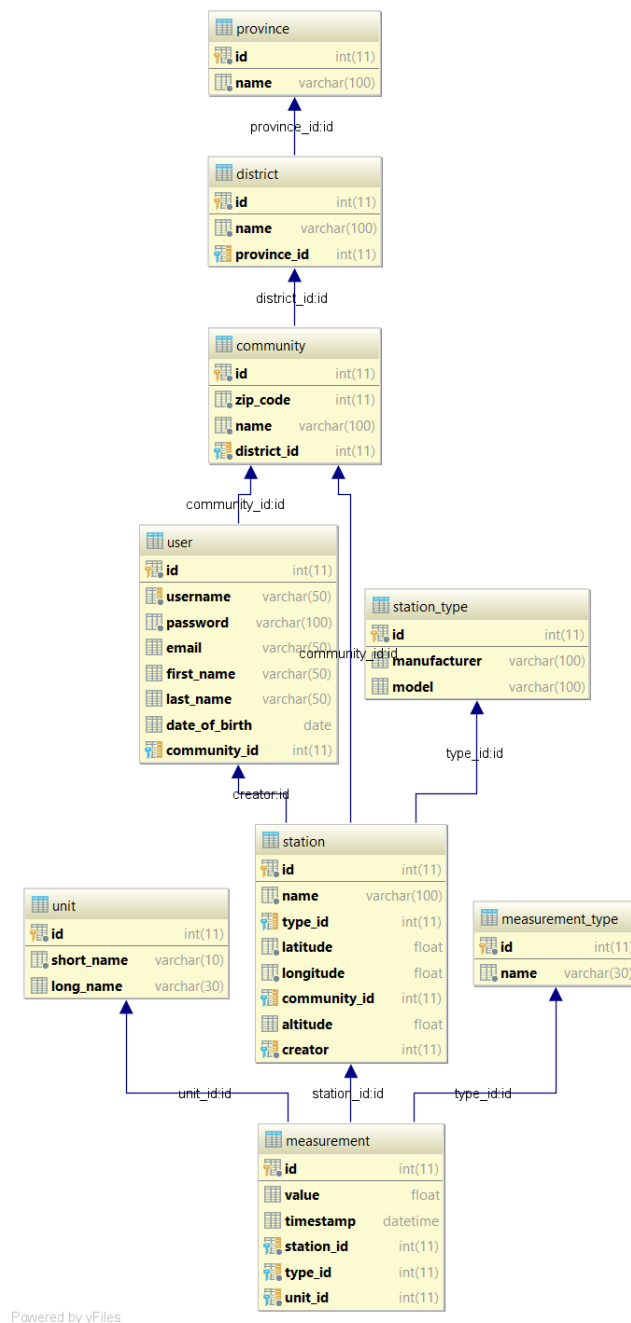 province
id int(11)
name varchar(100)
province_id:id
district
id int(11)
name varchar(100)
province_id int(11)
district_id:id
community
id int(11)
zip_code int(11)
name varchar(100)
district_id int(11)
community_id:id
user
id int(11)
username varchar(50)
password varchar(100)
email varchar(50)
first_name varchar(50)
last_name varchar(50)
date_of_birth date
community_id int(11)
community_id:id
station_type
id int(11)
manufacturer varchar(100)
model varchar(100)
type_id:id
creator:id
station
id int(11)
name varchar(100)
type_id int(11)
latitude float
longitude float
community_id int(11)
altitude float
creator int(11)
unit
id int(11)
short_name varchar(10)
long_name varchar(30)
measurement_type
id int(11)
name varchar(30)
unit_id:id
station_id:id
type_id:id
measurement
id int(11)
value float
timestamp datetime
station_id int(11)
type_id int(11)
unit_id int(11)
Powered by yFiles